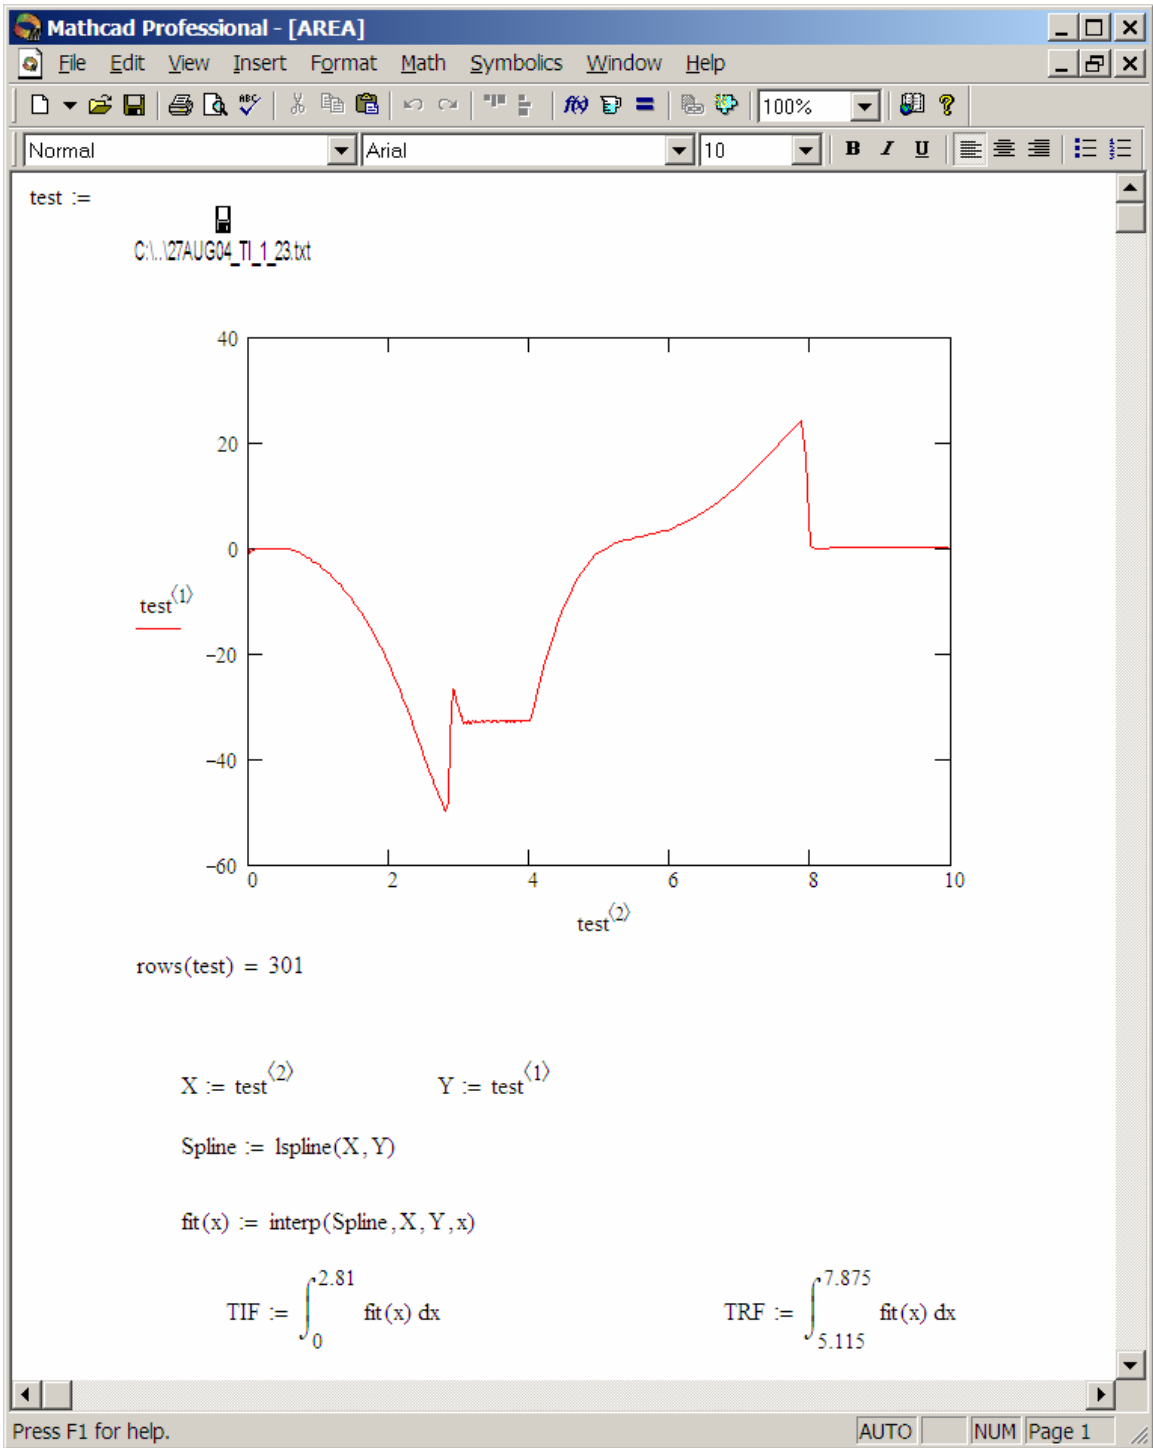 Mathcad Professional - [AREA]
File Edit View Insert Format Math Symbolics Window Help
ABC f(x) = 100% ?
Normal Arial 10 B I U
test :=
C:\..\27AUG04_TI_1_23.txt
40
20
0
test⟨1⟩
−20
−40
−60
0 2 4 6 8 10
test⟨2⟩
rows(test) = 301
X := test⟨2⟩ Y := test⟨1⟩
Spline := lspline(X, Y)
fit(x) := interp(Spline, X, Y, x)
TIF := ∫₀^2.81 fit(x) dx TRF := ∫_5.115^7.875 fit(x) dx
Press F1 for help. AUTO NUM Page 1